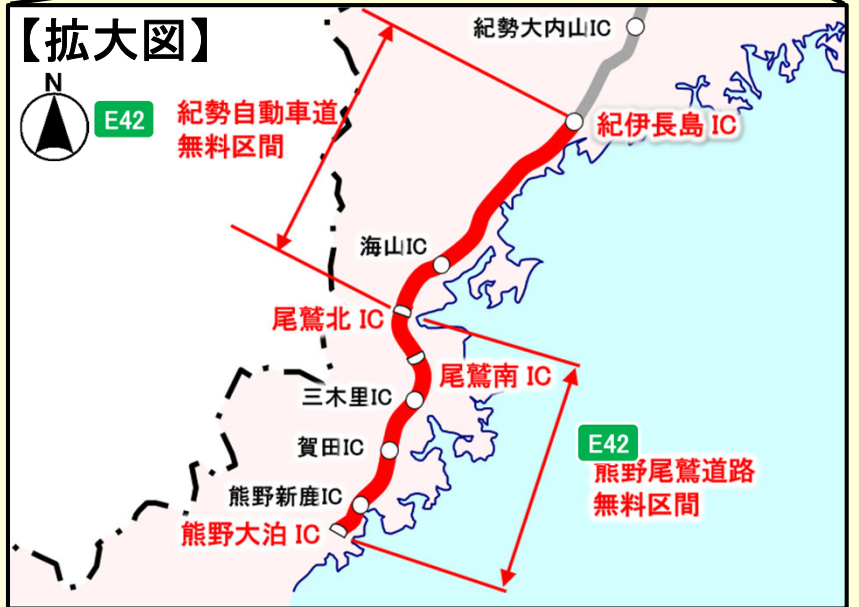 【拡大図】
紀勢大内山IC
N
E42
紀勢自動車道
無料区間
紀伊長島 IC
海山IC
尾鷲北 IC
尾鷲南 IC
三木里IC
賀田IC
E42
熊野尾鷲道路
無料区間
熊野新鹿IC
熊野大泊 IC